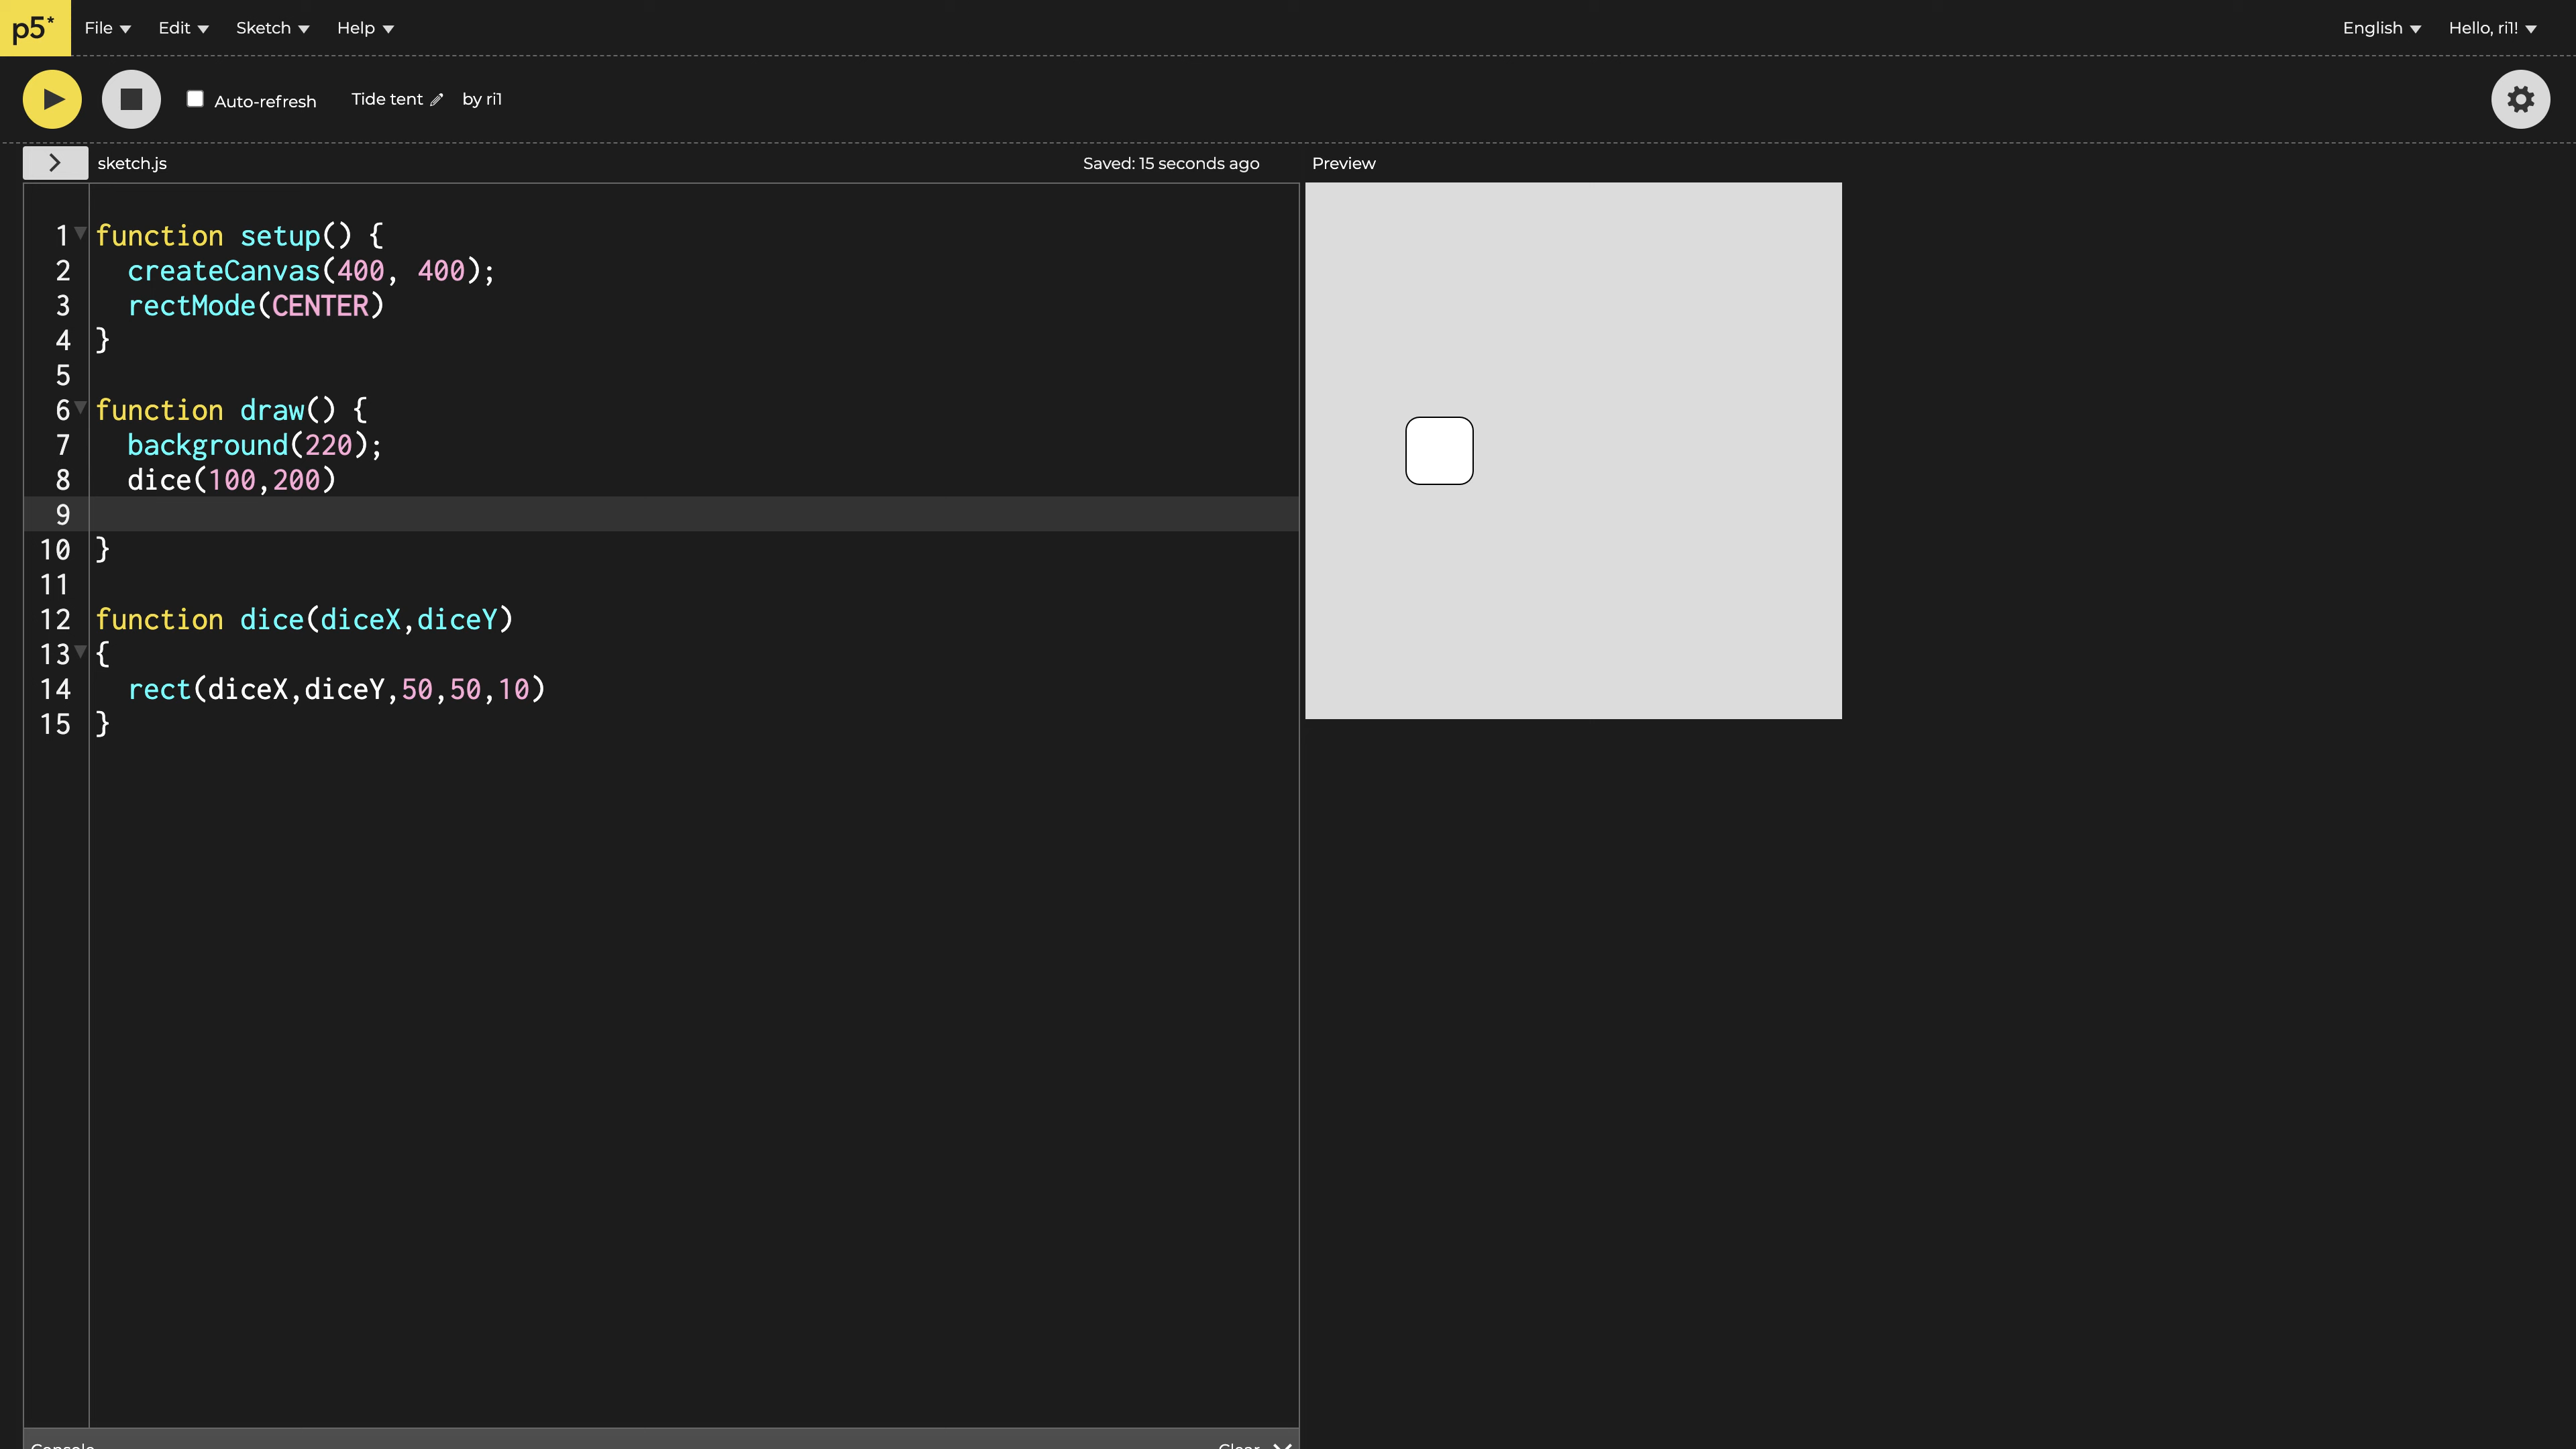 p5* File Edit Sketch Help English Hello, ri1!
Auto-refresh Tide tent by ri1
sketch.js Saved: 15 seconds ago Preview
1 function setup() {
2 createCanvas(400, 400);
3 rectMode(CENTER)
4 }
5
6 function draw() {
7 background(220);
8 dice(100,200)
9
10 }
11
12 function dice(diceX,diceY)
13 {
14 rect(diceX,diceY,50,50,10)
15 }
Console Clear